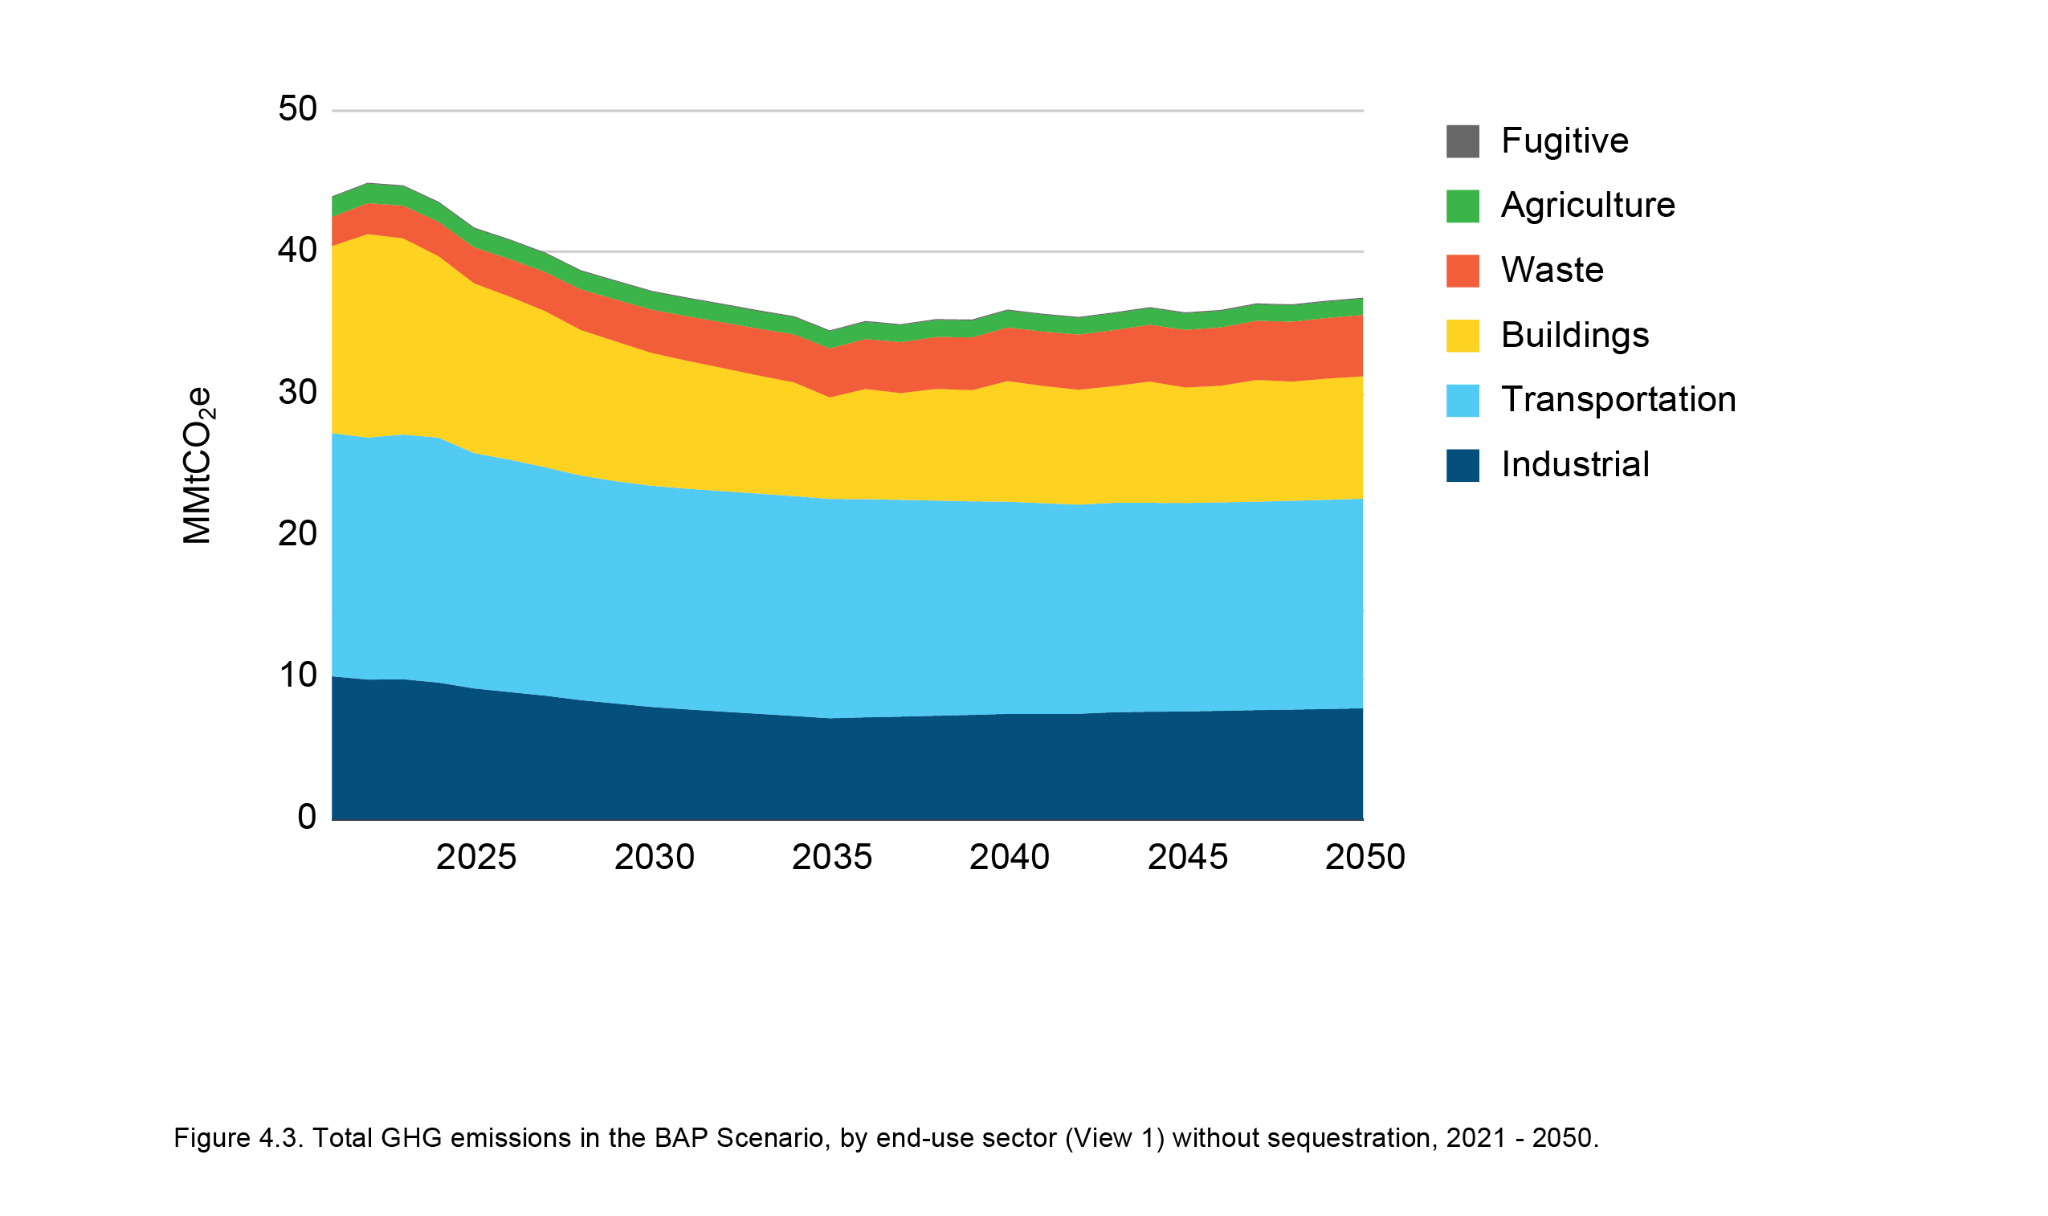 50
40
30
20
10
0
MMtCO₂e
2025 2030 2035 2040 2045 2050
Fugitive
Agriculture
Waste
Buildings
Transportation
Industrial
Figure 4.3. Total GHG emissions in the BAP Scenario, by end-use sector (View 1) without sequestration, 2021 - 2050.